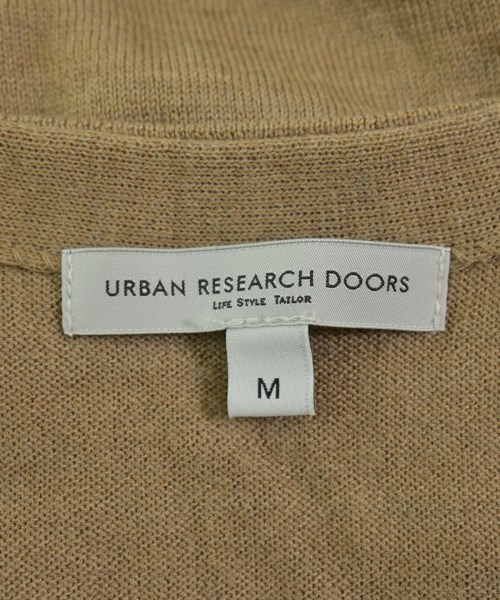 URBAN RESEARCH DOORS
LIFE STYLE TAILOR
M